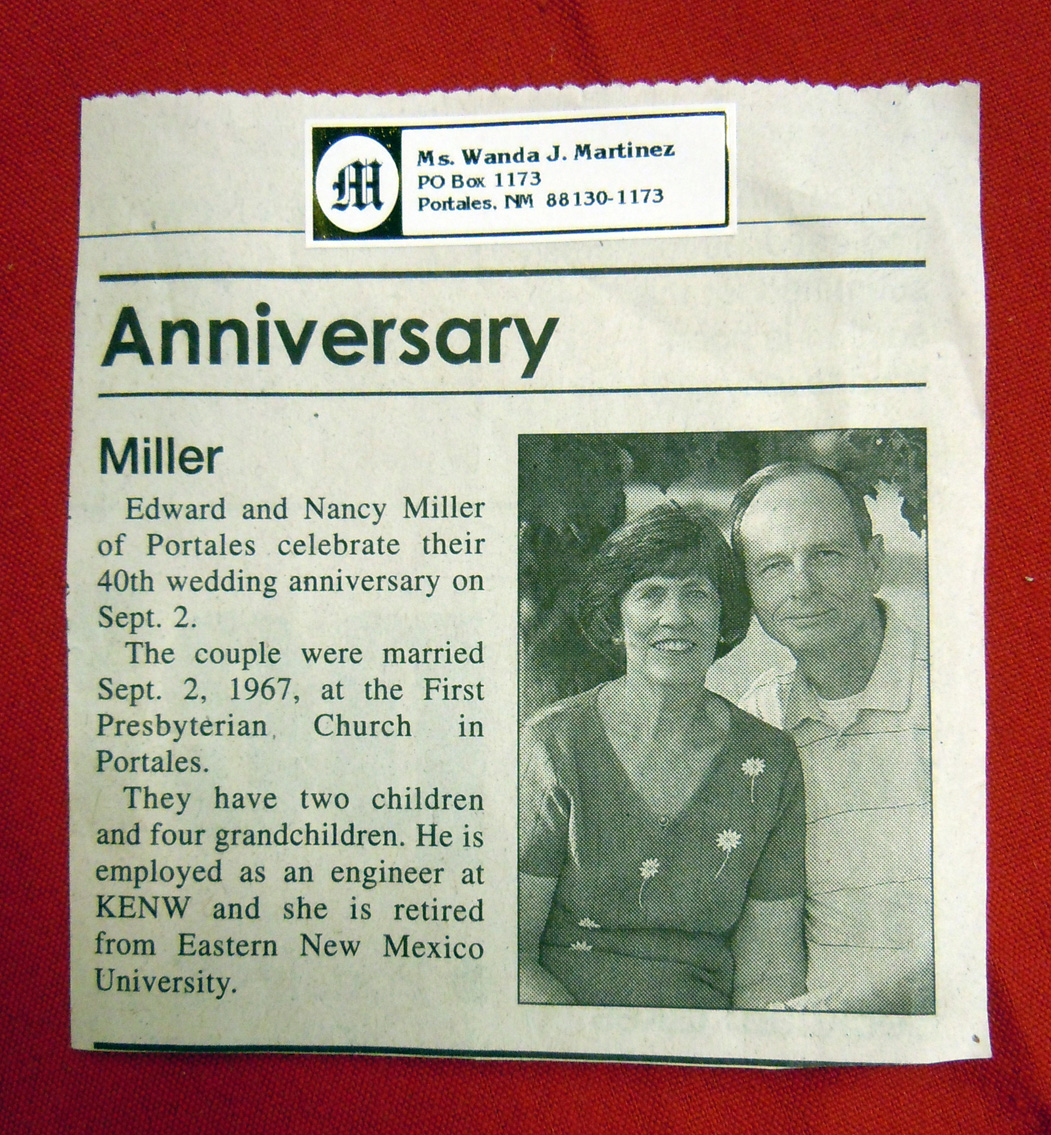 M
Ms. Wanda J. Martinez
PO Box 1173
Portales, NM 88130-1173
Anniversary
Miller
Edward and Nancy Miller
of Portales celebrate their
40th wedding anniversary on
Sept. 2.
The couple were married
Sept. 2, 1967, at the First
Presbyterian Church in
Portales.
They have two children
and four grandchildren. He is
employed as an engineer at
KENW and she is retired
from Eastern New Mexico
University.